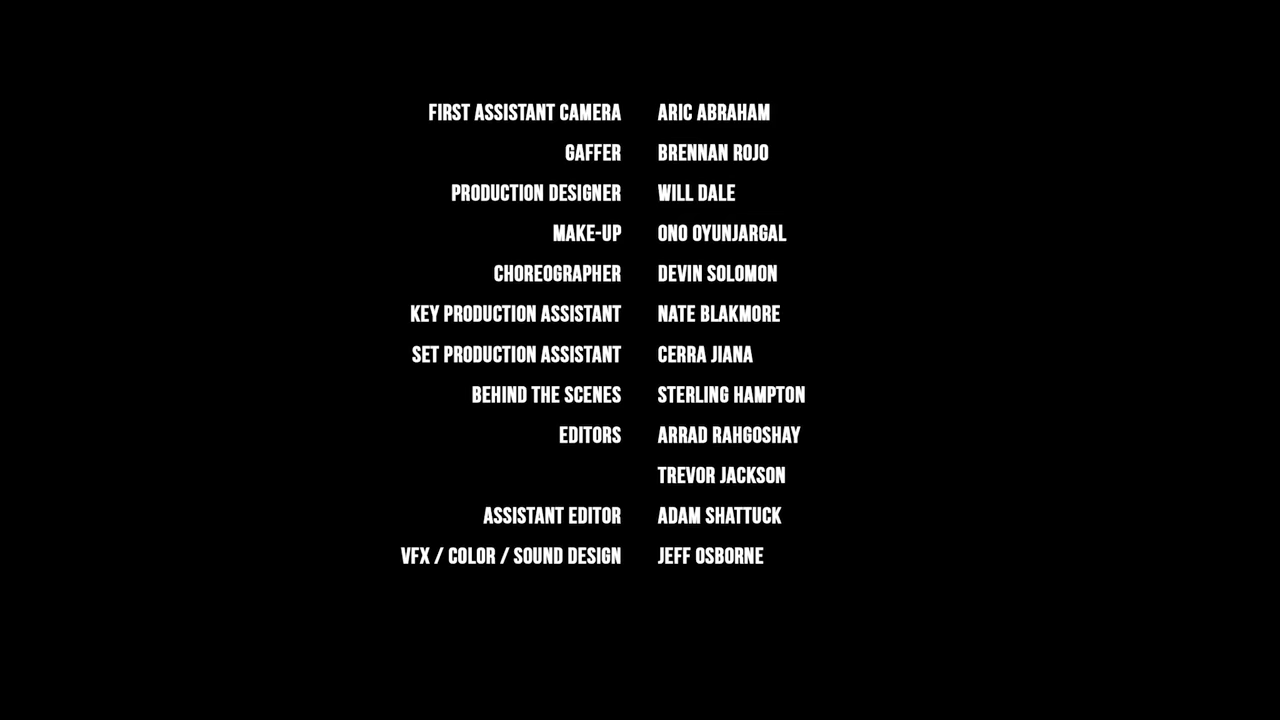 FIRST ASSISTANT CAMERA ARIC ABRAHAM
GAFFER BRENNAN ROJO
PRODUCTION DESIGNER WILL DALE
MAKE-UP ONO OYUNJARGAL
CHOREOGRAPHER DEVIN SOLOMON
KEY PRODUCTION ASSISTANT NATE BLAKMORE
SET PRODUCTION ASSISTANT CERRA JIANA
BEHIND THE SCENES STERLING HAMPTON
EDITORS ARRAD RAHGOSHAY
TREVOR JACKSON
ASSISTANT EDITOR ADAM SHATTUCK
VFX / COLOR / SOUND DESIGN JEFF OSBORNE